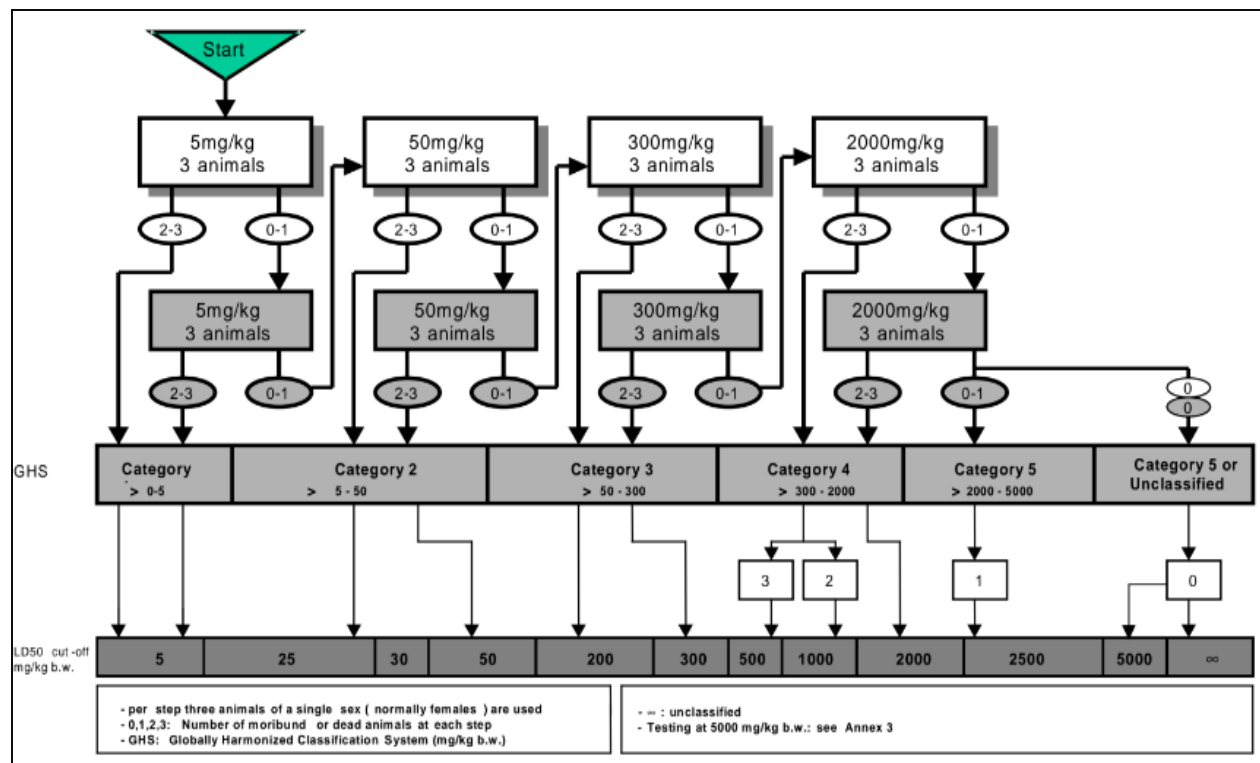 Start
5mg/kg
3 animals
50mg/kg
3 animals
300mg/kg
3 animals
2000mg/kg
3 animals
2-3
0-1
2-3
0-1
2-3
0-1
2-3
0-1
5mg/kg
3 animals
50mg/kg
3 animals
300mg/kg
3 animals
2000mg/kg
3 animals
2-3
0-1
2-3
0-1
2-3
0-1
2-3
0-1
0
0
GHS
Category
> 0-5
Category 2
> 5 - 50
Category 3
> 50 - 300
Category 4
> 300 - 2000
Category 5
> 2000 - 5000
Category 5 or
Unclassified
3
2
1
0
LD50 cut-off
mg/kg b.w.
5
25
30
50
200
300
500
1000
2000
2500
5000
∞
- per step three animals of a single sex ( normally females ) are used
- 0,1,2,3: Number of moribund or dead animals at each step
- GHS: Globally Harmonized Classification System (mg/kg b.w.)
- ∞ : unclassified
- Testing at 5000 mg/kg b.w.: see Annex 3